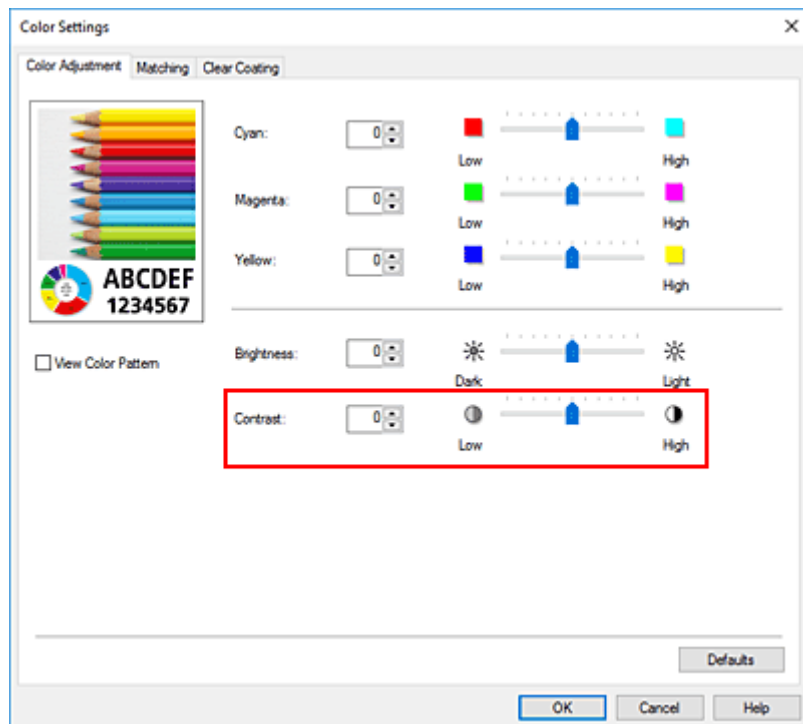 Color Settings
Color Adjustment Matching Clear Coating
Cyan: 0
Low High
Magenta: 0
Low High
Yellow: 0
Low High
ABCDEF
1234567
View Color Pattern
Brightness: 0
Dark Light
Contrast: 0
Low High
Defaults
OK Cancel Help